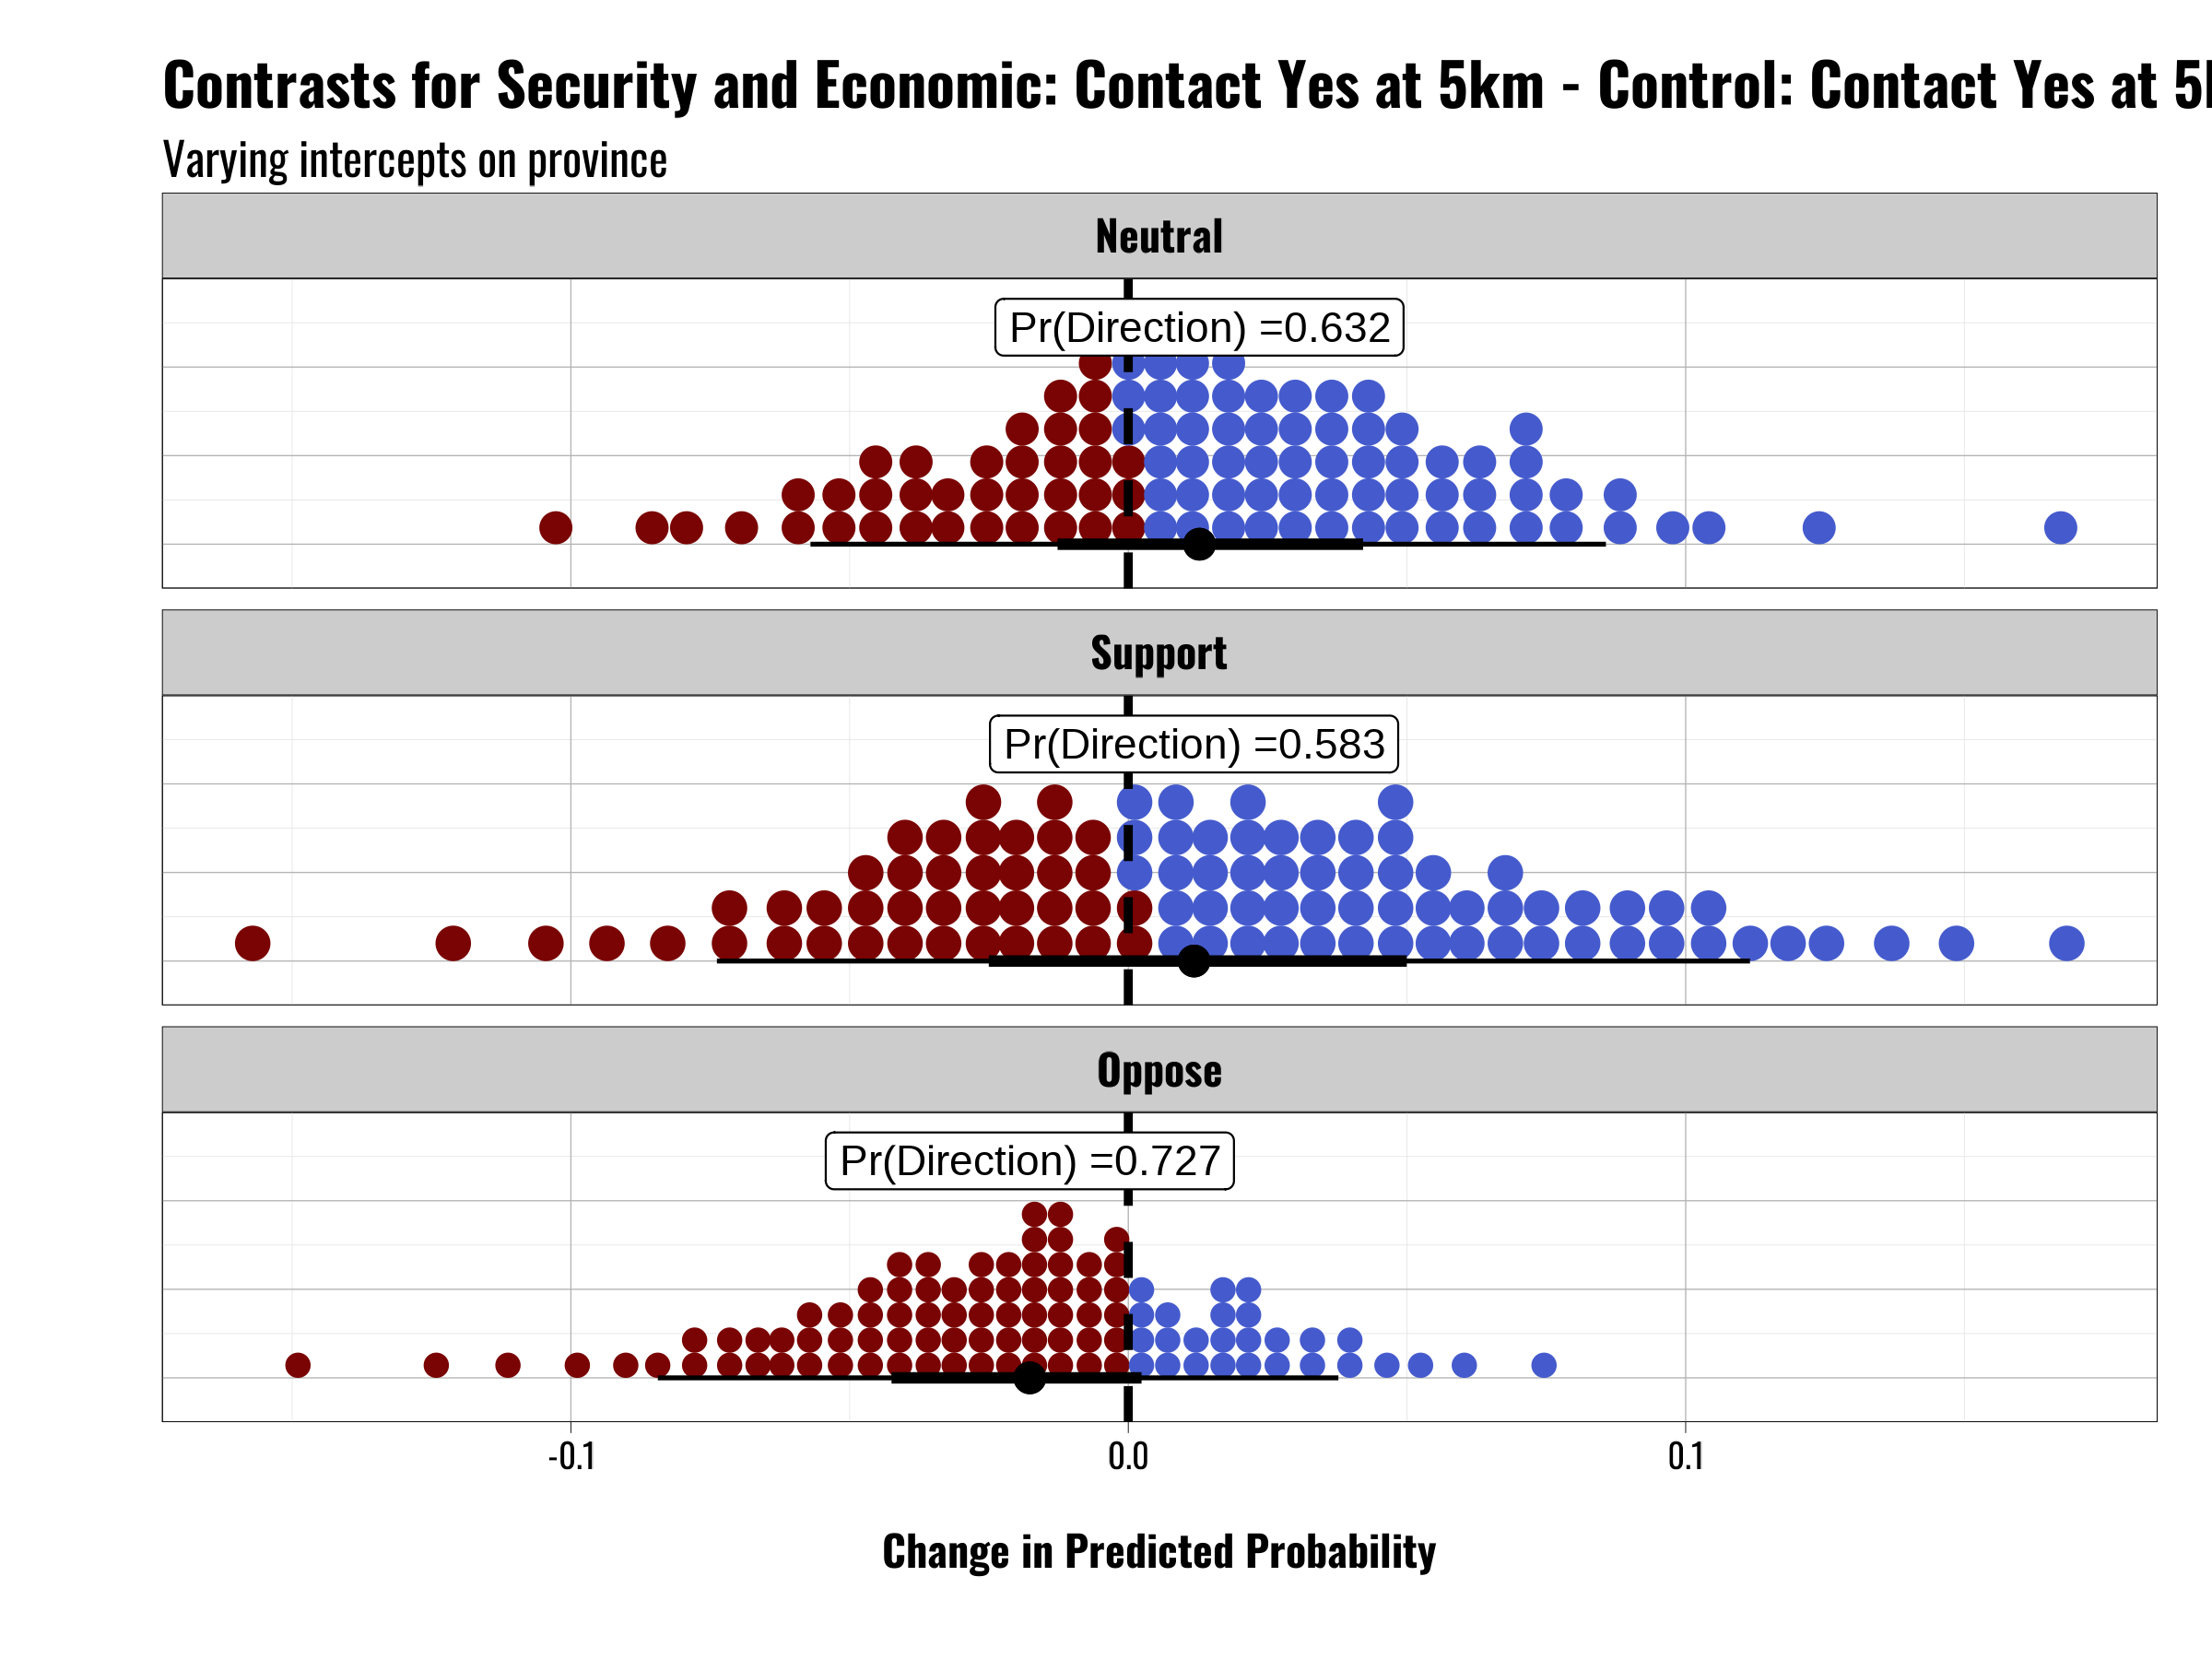 Contrasts for Security and Economic: Contact Yes at 5km - Control: Contact Yes at
Varying intercepts on province
Neutral
Pr(Direction) =0.632
Support
Pr(Direction) =0.583
Oppose
Pr(Direction) =0.727
-0.1 0.0 0.1
Change in Predicted Probability